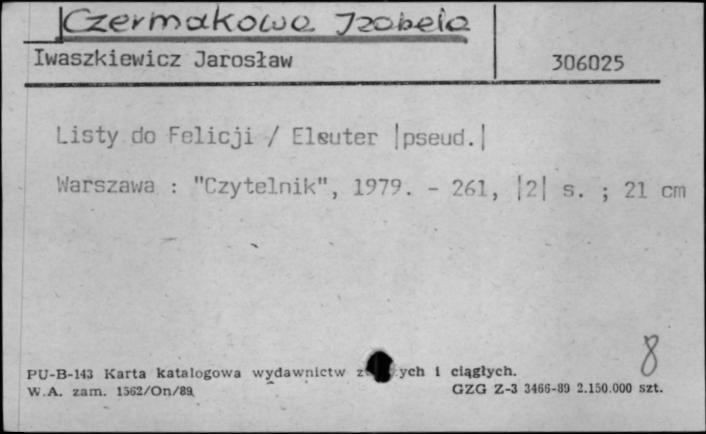 Czermakowa Izabela
Iwaszkiewicz Jarosław 306025
Listy do Felicji / Eleuter |pseud.|
Warszawa : "Czytelnik", 1979. - 261, |2| s. ; 21 cm
8
PU-B-143 Karta katalogowa wydawnictw ych i ciągłych.
W.A. zam. 1562/On/89. GZG Z-3 3466-89 2.150.000 szt.